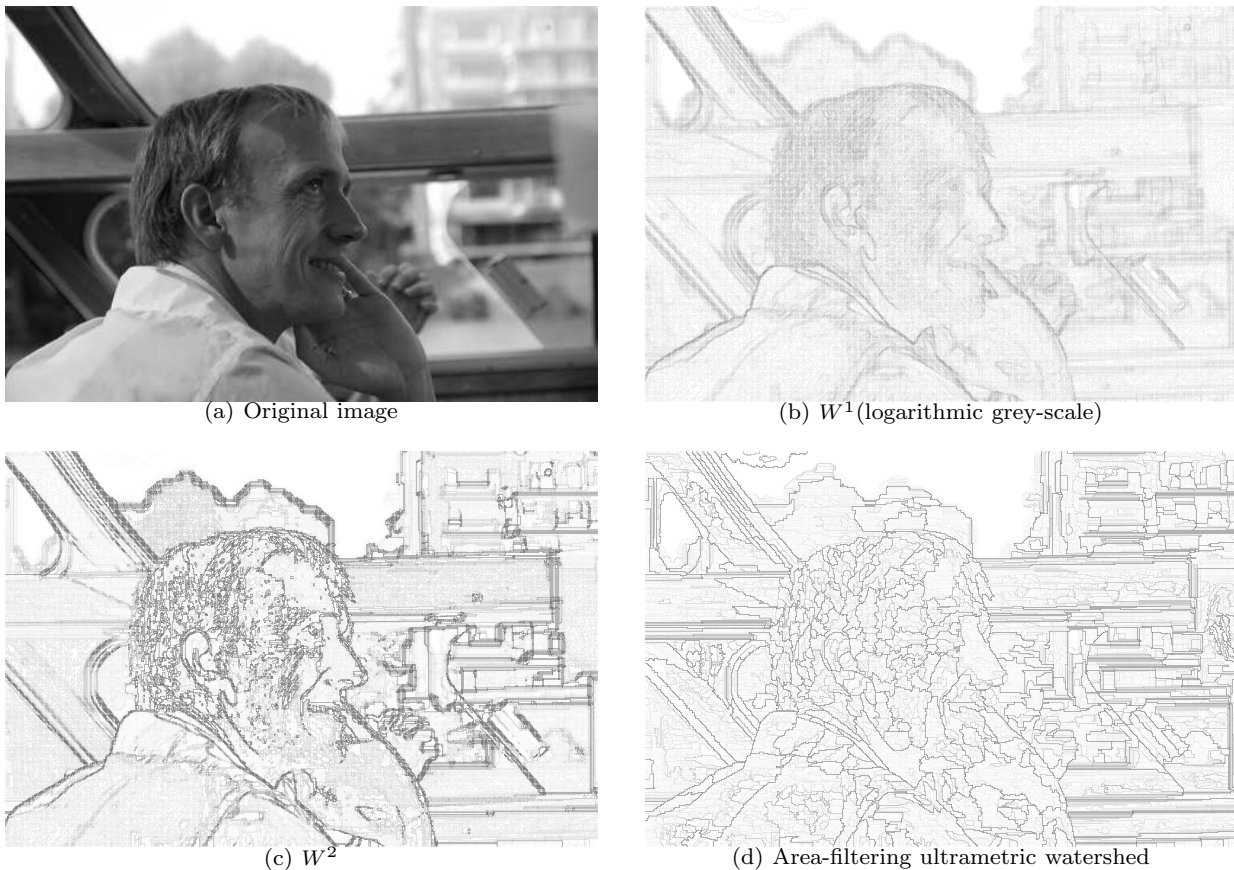 (a) Original image
(b) W¹(logarithmic grey-scale)
(c) W²
(d) Area-filtering ultrametric watershed